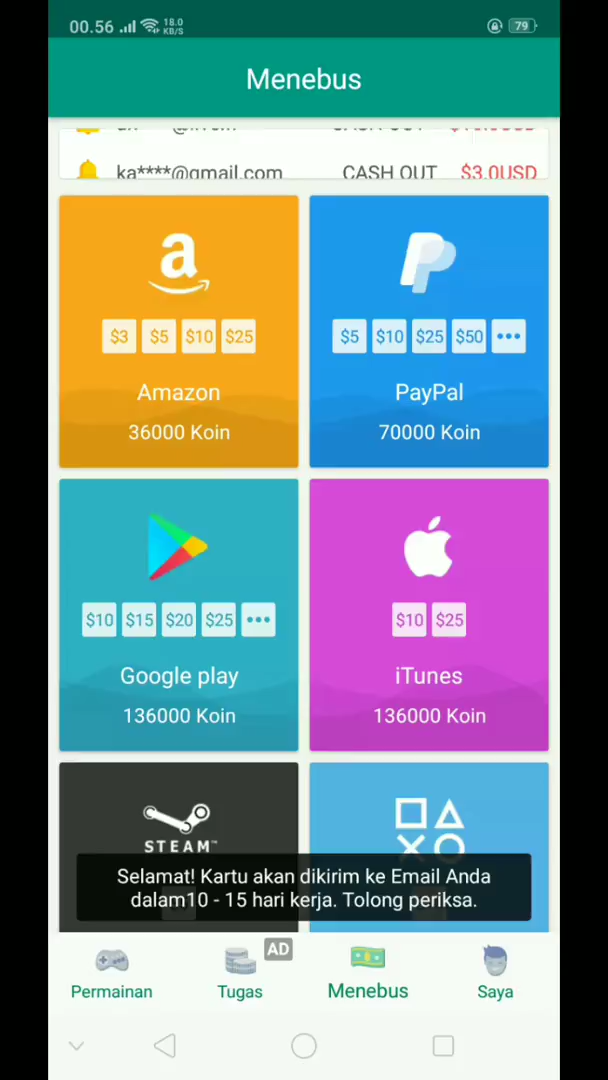 00.56
18.0
KB/S
79
Menebus
ka****@gmail.com CASH OUT $3.0USD
a
$3 $5 $10 $25
Amazon
36000 Koin
$5 $10 $25 $50 •••
PayPal
70000 Koin
$10 $15 $20 $25 •••
Google play
136000 Koin
$10 $25
iTunes
136000 Koin
STEAM™
Selamat! Kartu akan dikirim ke Email Anda
dalam10 - 15 hari kerja. Tolong periksa.
AD
Permainan
Tugas
Menebus
Saya